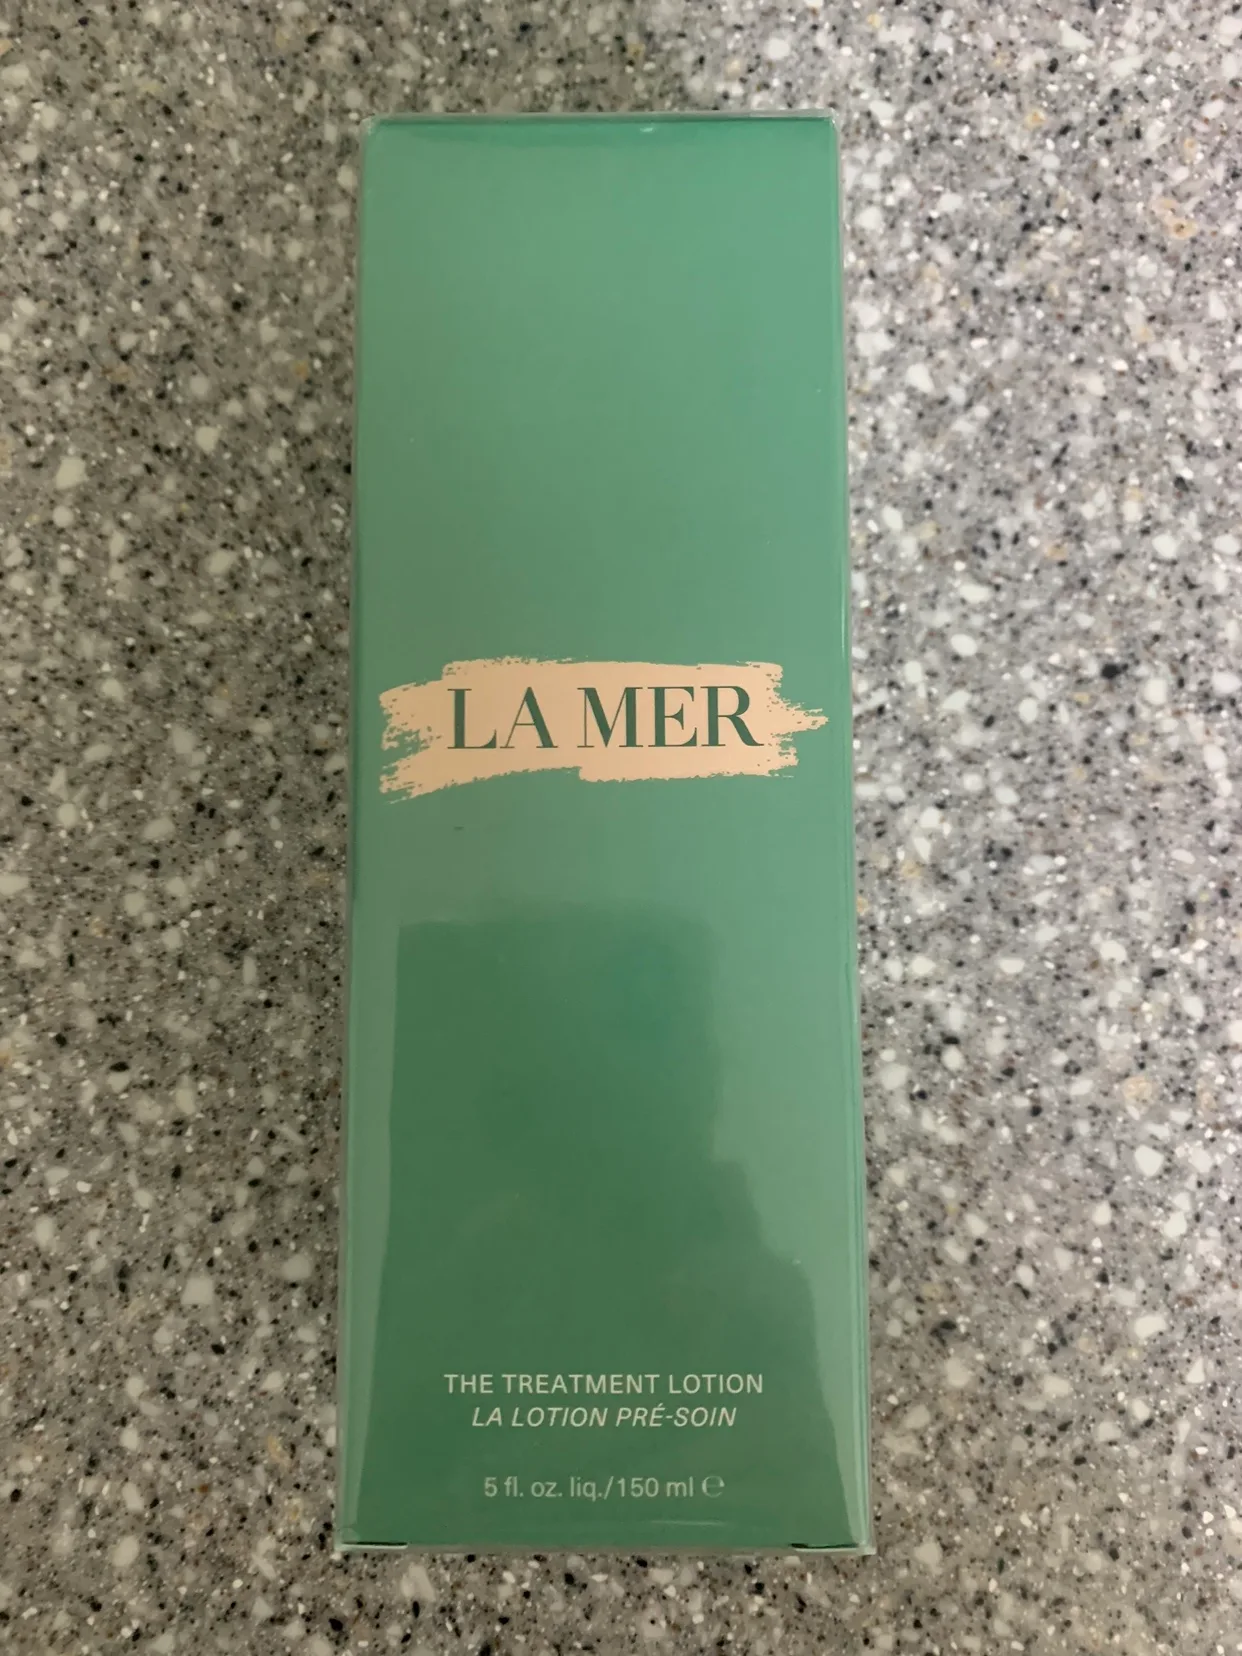 LA MER
THE TREATMENT LOTION
LA LOTION PRÉ-SOIN
5 fl. oz. liq./150 ml ℮